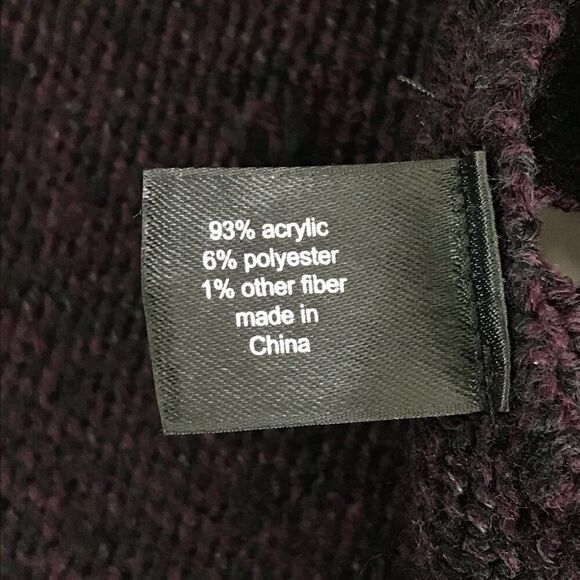 93% acrylic
6% polyester
1% other fiber
made in
China